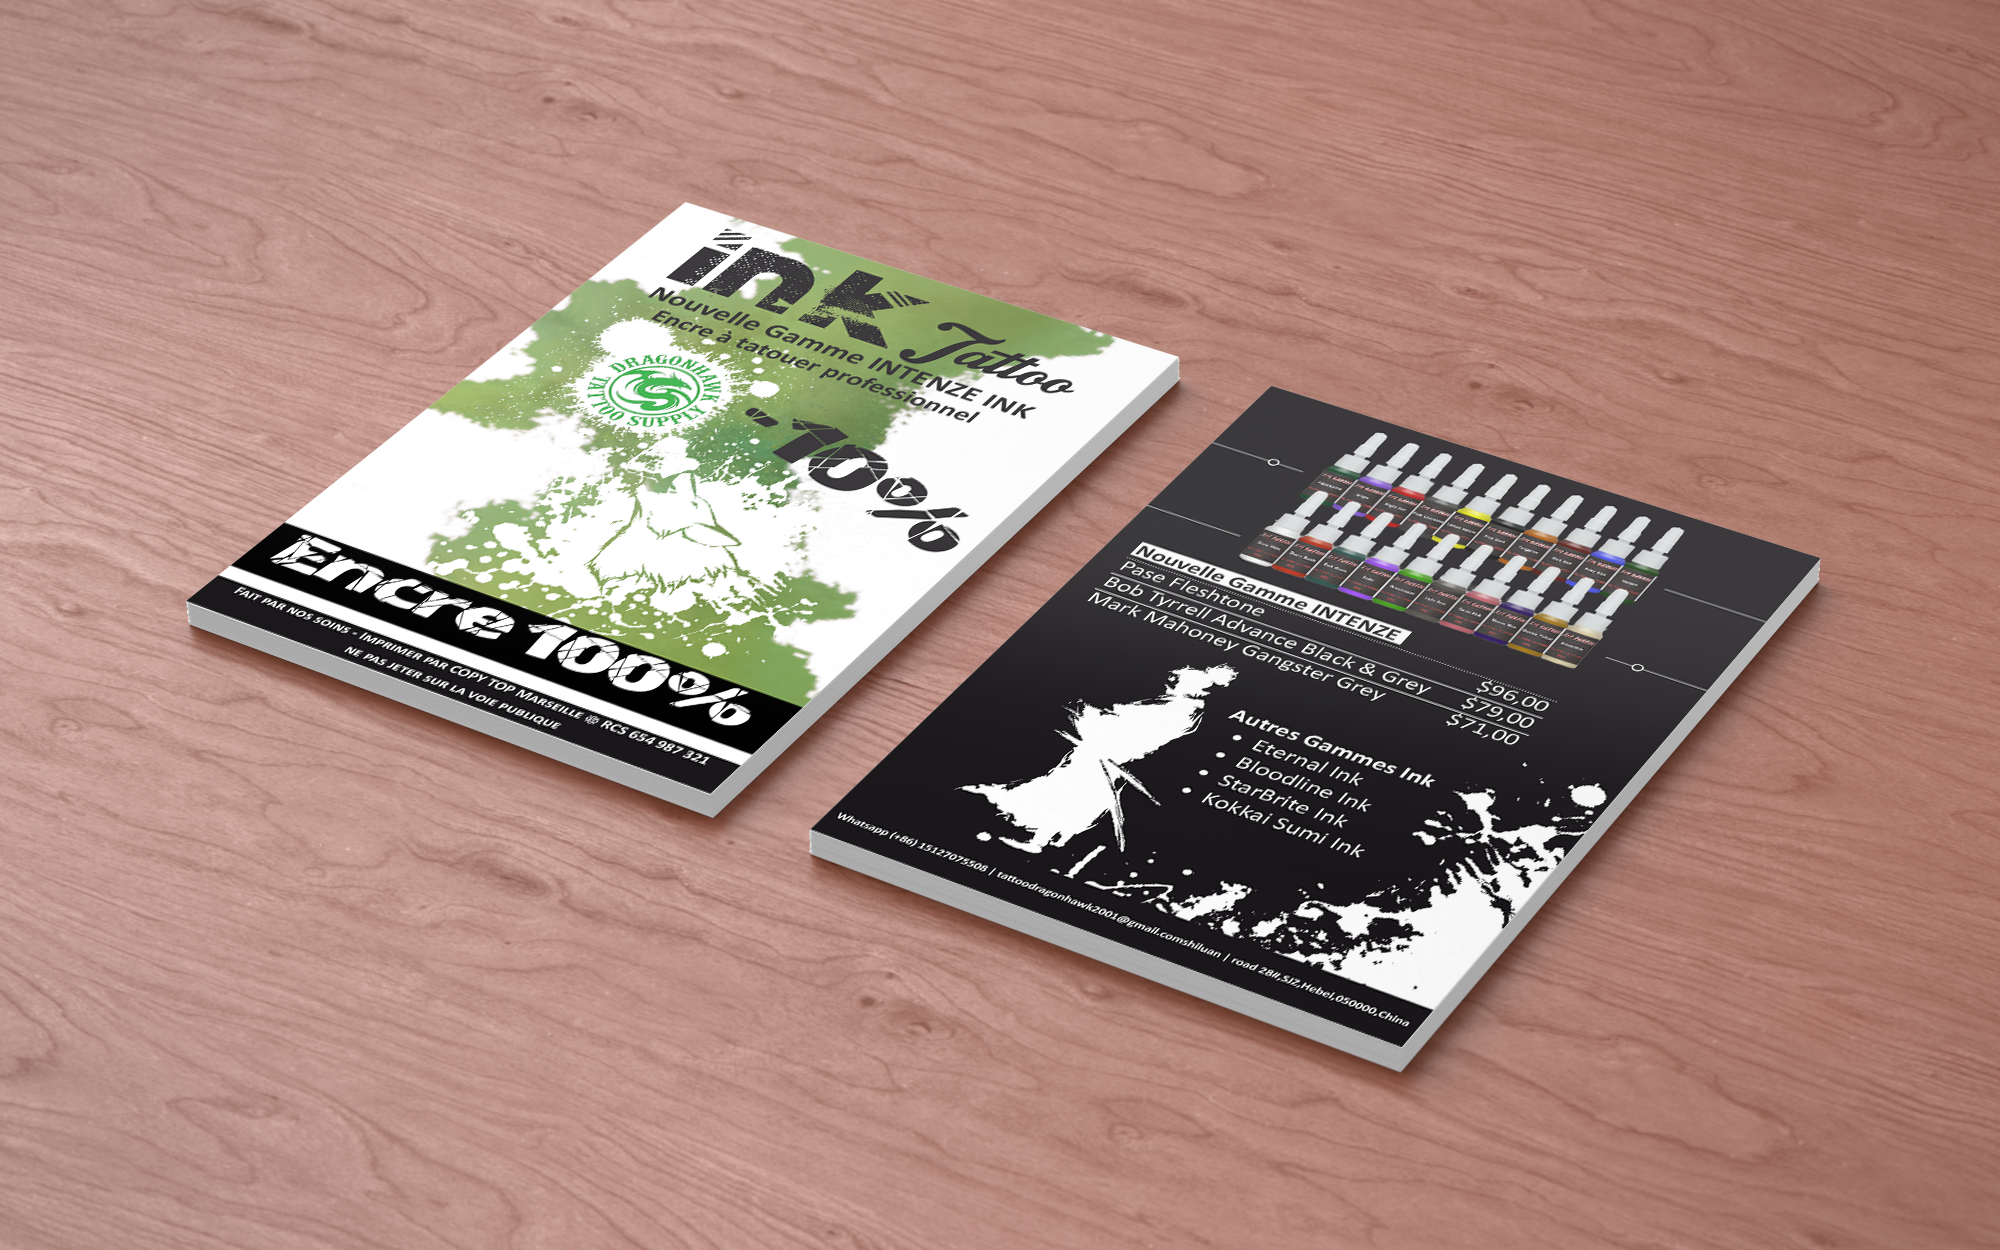 ink Tattoo
Nouvelle Gamme INTENZE INK
Encre à tatouer professionnel
DRAGONHAWK
TATTOO SUPPLY
-10%
Encre 100%
FAIT PAR NOS SOINS - IMPRIMER PAR COPY TOP MARSEILLE @ RCS 654 987 321
NE PAS JETER SUR LA VOIE PUBLIQUE
Nouvelle Gamme INTENZE
Pase Fleshtone $96,00
Bob Tyrrell Advance Black & Grey $79,00
Mark Mahoney Gangster Grey $71,00
Autres Gammes Ink
• Eternal Ink
• Bloodline Ink
• StarBrite Ink
• Kokkai Sumi Ink
Whatsapp (+86) 15127075508 | tattoodragonhawk2001@gmail.comshiluan | road 28#,SJZ,Hebei,050000,China